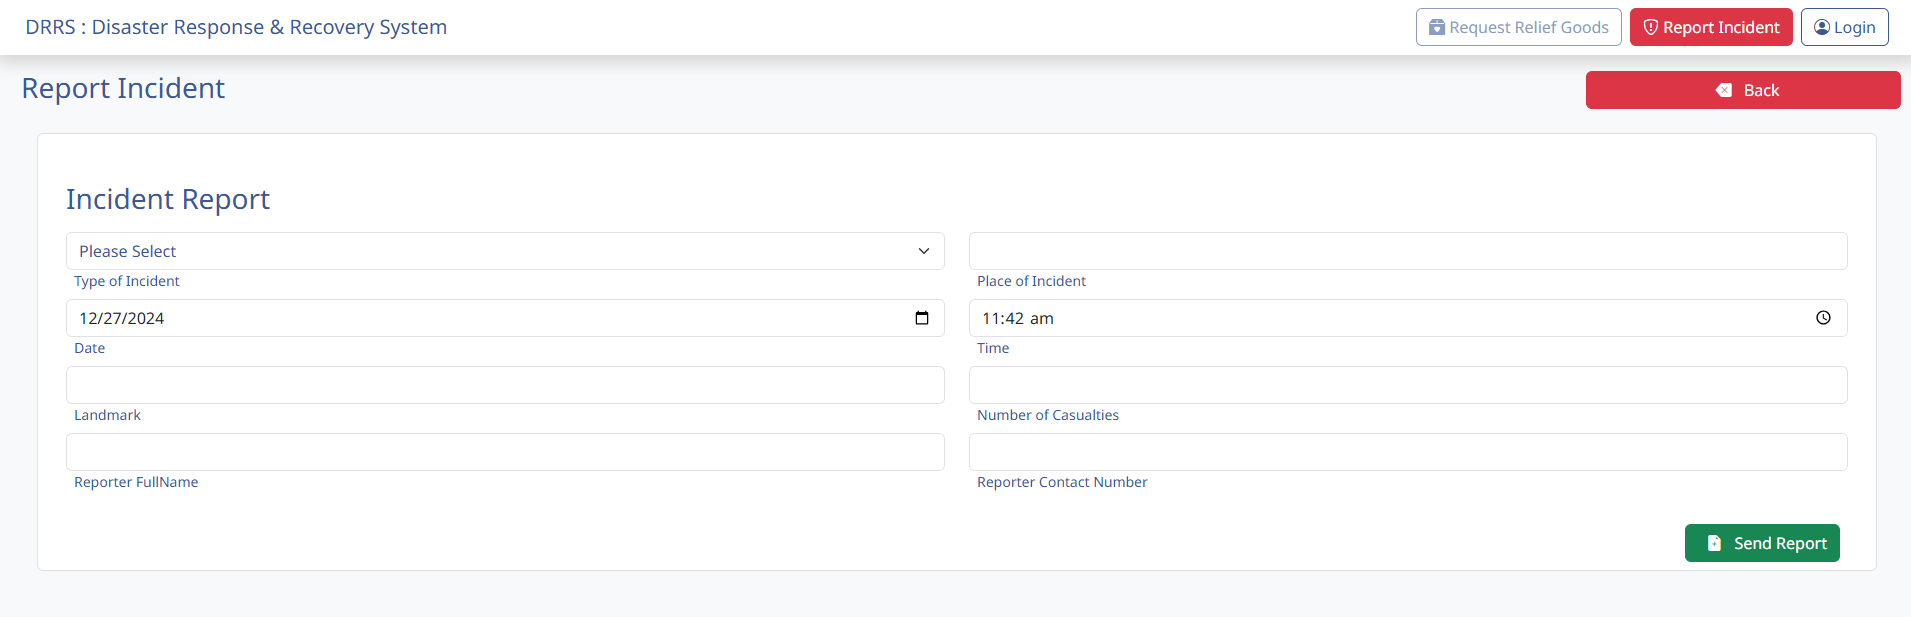 DRRS : Disaster Response & Recovery System
Request Relief Goods
Report Incident
Login
Report Incident
Back
Incident Report
Please Select
Type of Incident
Place of Incident
12/27/2024
11:42 am
Date
Time
Landmark
Number of Casualties
Reporter FullName
Reporter Contact Number
Send Report